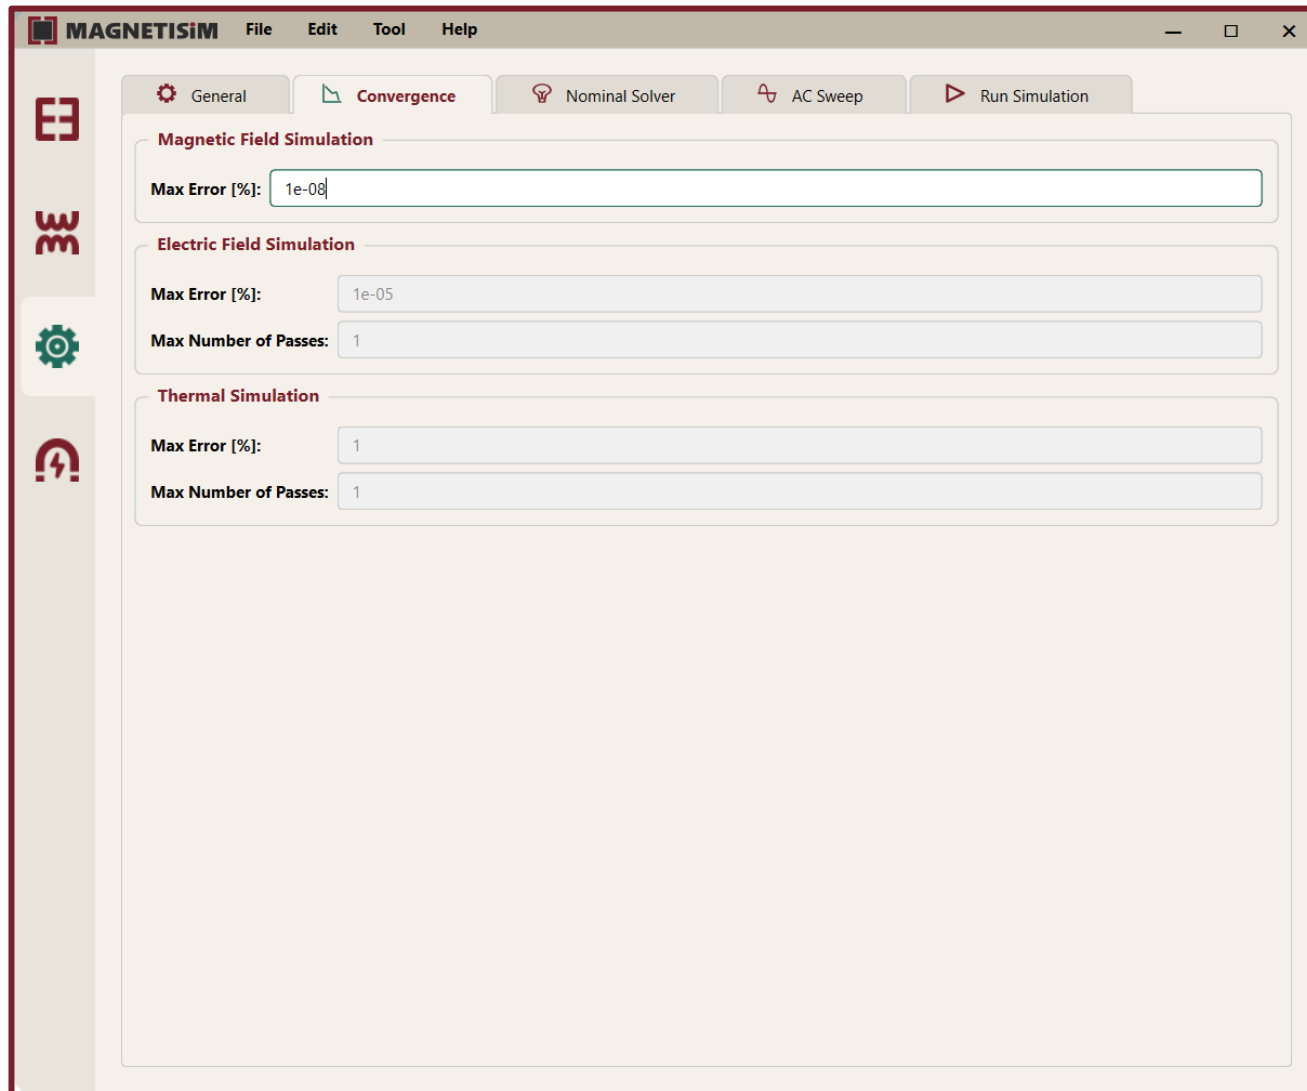 MAGNETISiM File Edit Tool Help
General Convergence Nominal Solver AC Sweep Run Simulation
Magnetic Field Simulation
Max Error [%]: 1e-08
Electric Field Simulation
Max Error [%]: 1e-05
Max Number of Passes: 1
Thermal Simulation
Max Error [%]: 1
Max Number of Passes: 1